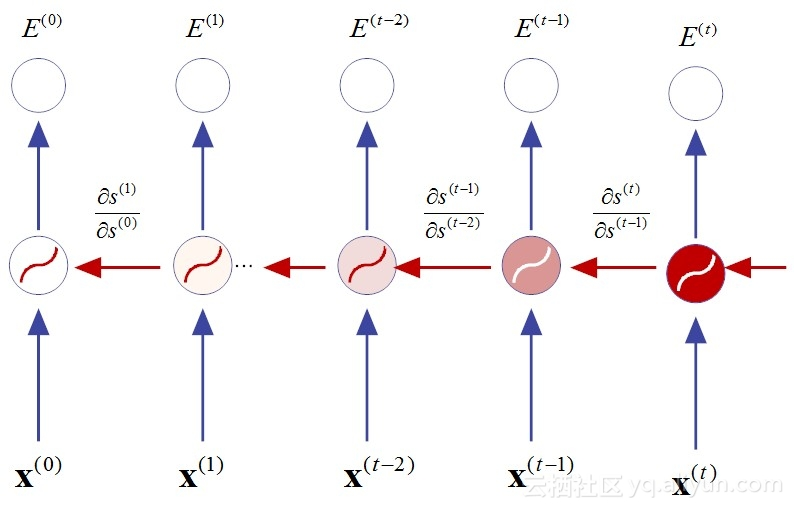 E^(0) E^(1) E^(t−2) E^(t−1) E^(t)
∂s^(1)/∂s^(0) ∂s^(t−1)/∂s^(t−2) ∂s^(t)/∂s^(t−1)
...
x^(0) x^(1) x^(t−2) x^(t−1) x^(t)
云栖社区 yq.aliyun.com